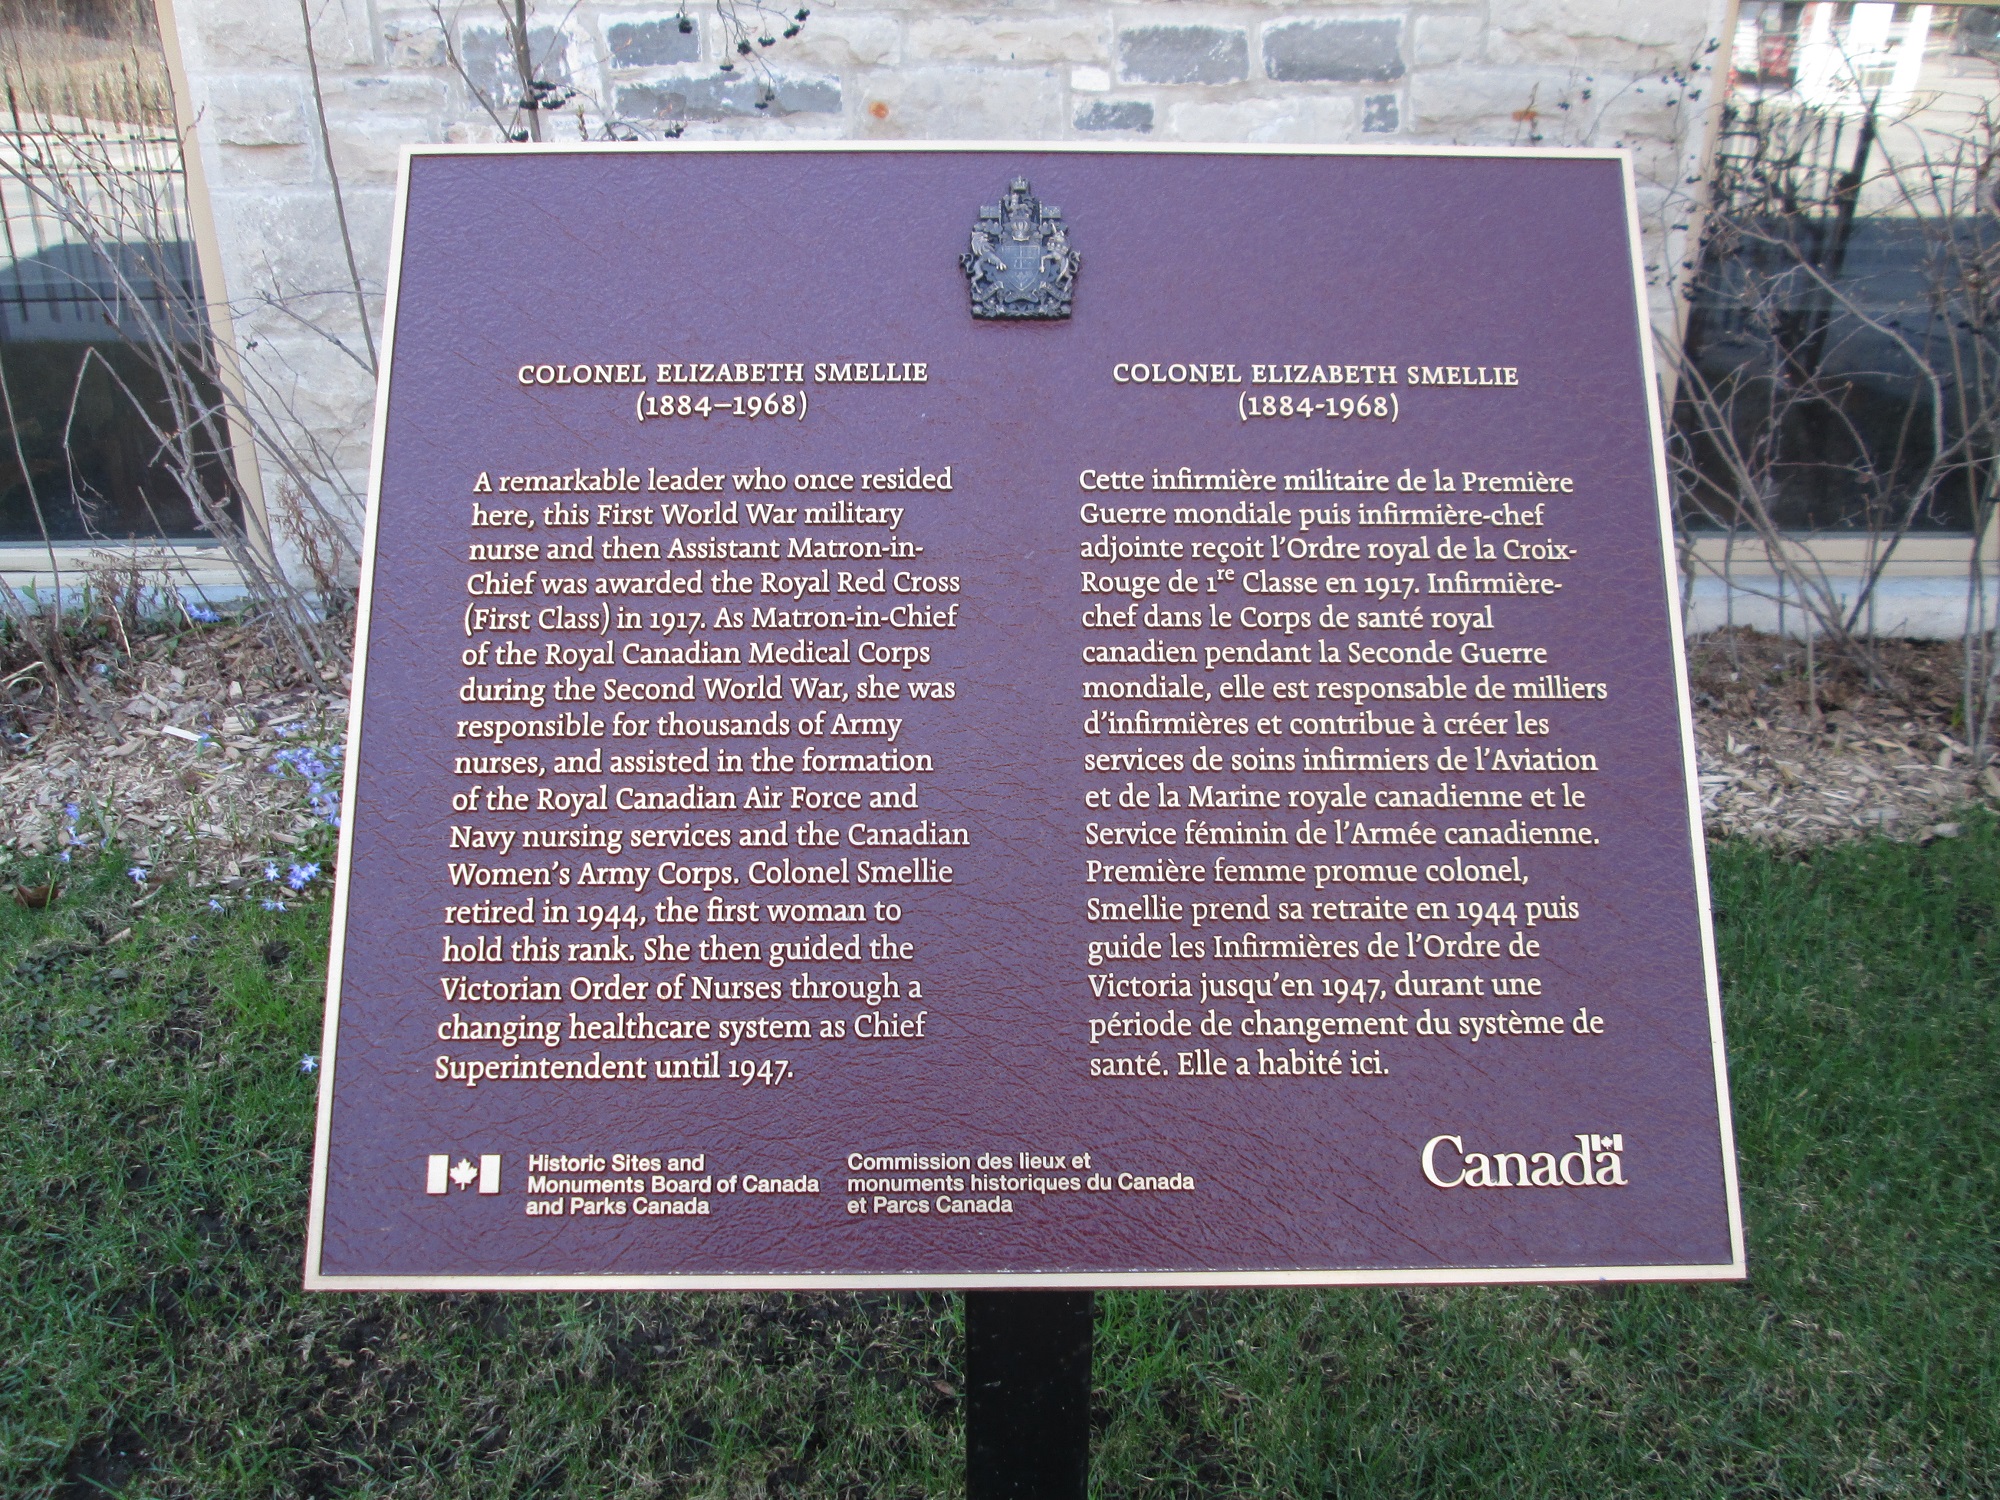 COLONEL ELIZABETH SMELLIE
(1884–1968)
A remarkable leader who once resided
here, this First World War military
nurse and then Assistant Matron-in-
Chief was awarded the Royal Red Cross
(First Class) in 1917. As Matron-in-Chief
of the Royal Canadian Medical Corps
during the Second World War, she was
responsible for thousands of Army
nurses, and assisted in the formation
of the Royal Canadian Air Force and
Navy nursing services and the Canadian
Women's Army Corps. Colonel Smellie
retired in 1944, the first woman to
hold this rank. She then guided the
Victorian Order of Nurses through a
changing healthcare system as Chief
Superintendent until 1947.
COLONEL ELIZABETH SMELLIE
(1884-1968)
Cette infirmière militaire de la Première
Guerre mondiale puis infirmière-chef
adjointe reçoit l'Ordre royal de la Croix-
Rouge de 1re Classe en 1917. Infirmière-
chef dans le Corps de santé royal
canadien pendant la Seconde Guerre
mondiale, elle est responsable de milliers
d'infirmières et contribue à créer les
services de soins infirmiers de l'Aviation
et de la Marine royale canadienne et le
Service féminin de l'Armée canadienne.
Première femme promue colonel,
Smellie prend sa retraite en 1944 puis
guide les Infirmières de l'Ordre de
Victoria jusqu'en 1947, durant une
période de changement du système de
santé. Elle a habité ici.
Historic Sites and
Monuments Board of Canada
and Parks Canada
Commission des lieux et
monuments historiques du Canada
et Parcs Canada
Canada